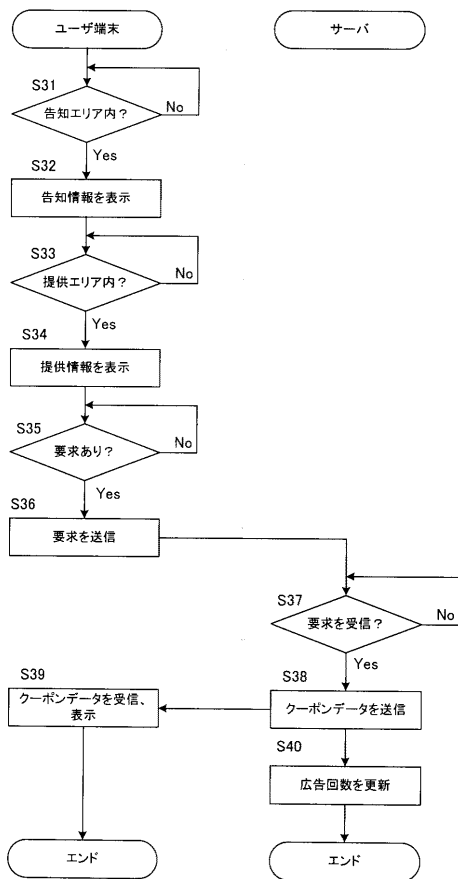 ユーザ端末
サーバ
S31
告知エリア内?
No
Yes
S32
告知情報を表示
S33
提供エリア内?
No
Yes
S34
提供情報を表示
S35
要求あり?
No
Yes
S36
要求を送信
S37
要求を受信?
No
Yes
S38
クーポンデータを送信
S39
クーポンデータを受信、
表示
S40
広告回数を更新
エンド
エンド